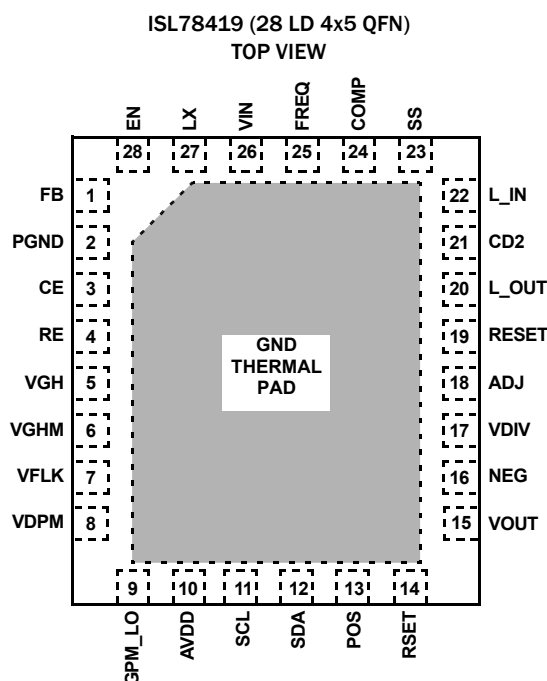 ISL78419 (28 LD 4x5 QFN)
TOP VIEW
EN LX VIN FREQ COMP SS
28 27 26 25 24 23
FB 1
PGND 2
CE 3
RE 4
VGH 5
VGHM 6
VFLK 7
VDPM 8
GND
THERMAL
PAD
22 L_IN
21 CD2
20 L_OUT
19 RESET
18 ADJ
17 VDIV
16 NEG
15 VOUT
9 10 11 12 13 14
GPM_LO AVDD SCL SDA POS RSET